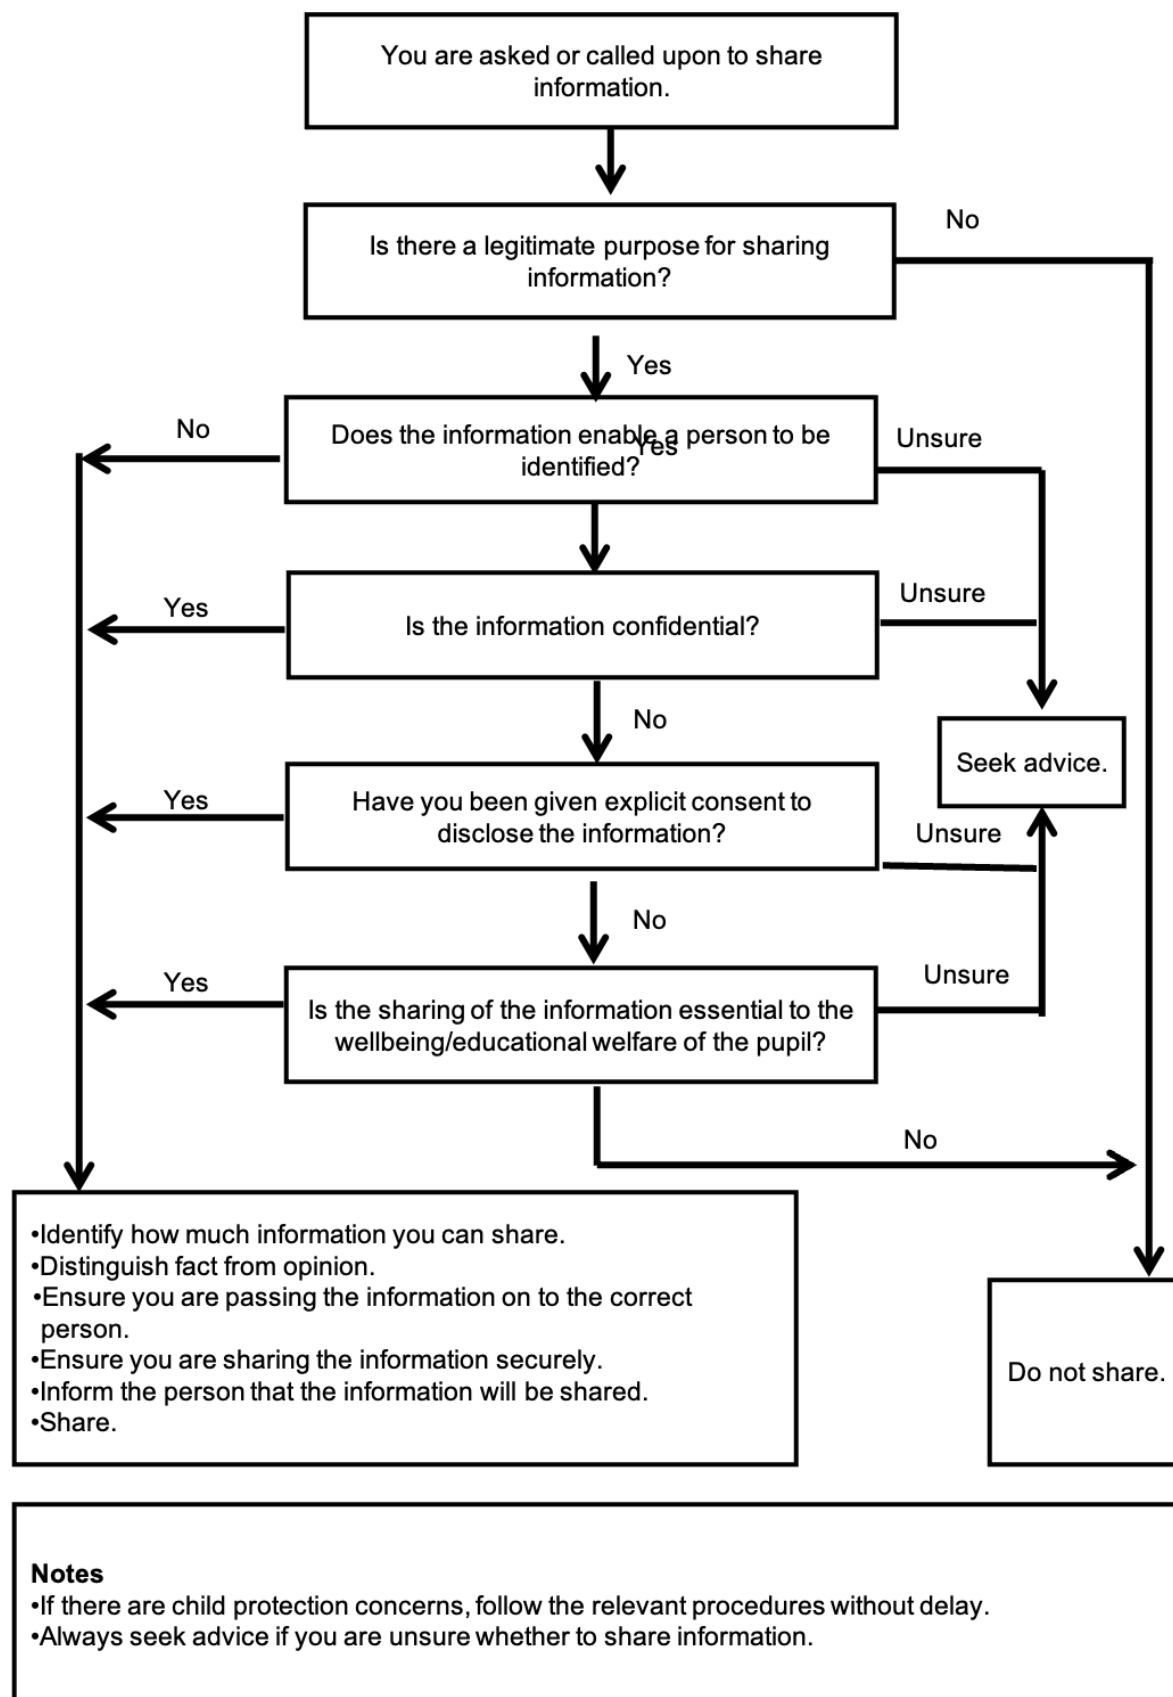 You are asked or called upon to share
information.
No
Is there a legitimate purpose for sharing
information?
Yes
No
Does the information enable a person to be
identified?
Yes
Unsure
Yes
Is the information confidential?
Unsure
No
Seek advice.
Yes
Have you been given explicit consent to
disclose the information?
Unsure
No
Yes
Is the sharing of the information essential to the
wellbeing/educational welfare of the pupil?
Unsure
No
•Identify how much information you can share.
•Distinguish fact from opinion.
•Ensure you are passing the information on to the correct
person.
•Ensure you are sharing the information securely.
•Inform the person that the information will be shared.
•Share.
Do not share.
Notes
•If there are child protection concerns, follow the relevant procedures without delay.
•Always seek advice if you are unsure whether to share information.